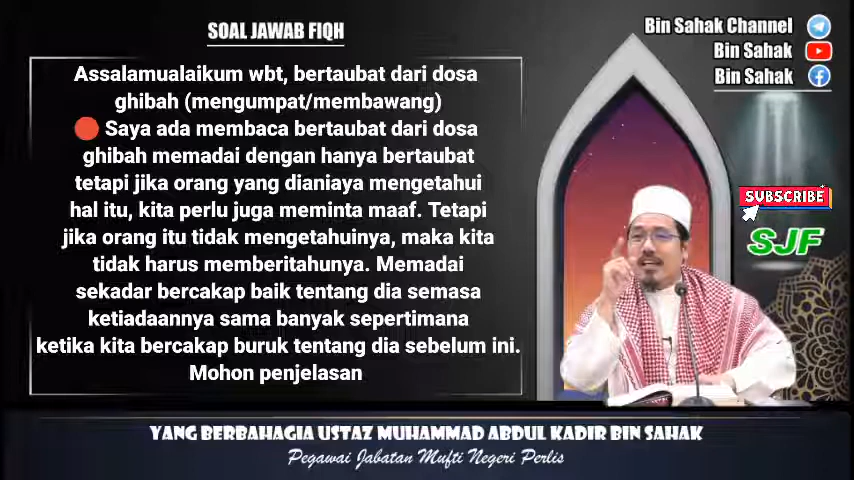 SOAL JAWAB FIQH
Assalamualaikum wbt, bertaubat dari dosa
ghibah (mengumpat/membawang)
🔴 Saya ada membaca bertaubat dari dosa
ghibah memadai dengan hanya bertaubat
tetapi jika orang yang dianiaya mengetahui
hal itu, kita perlu juga meminta maaf. Tetapi
jika orang itu tidak mengetahuinya, maka kita
tidak harus memberitahunya. Memadai
sekadar bercakap baik tentang dia semasa
ketiadaannya sama banyak sepertimana
ketika kita bercakap buruk tentang dia sebelum ini.
Mohon penjelasan
Bin Sahak Channel
Bin Sahak
Bin Sahak
SUBSCRIBE
SJF
YANG BERBAHAGIA USTAZ MUHAMMAD ABDUL KADIR BIN SAHAK
Pegawai Jabatan Mufti Negeri Perlis